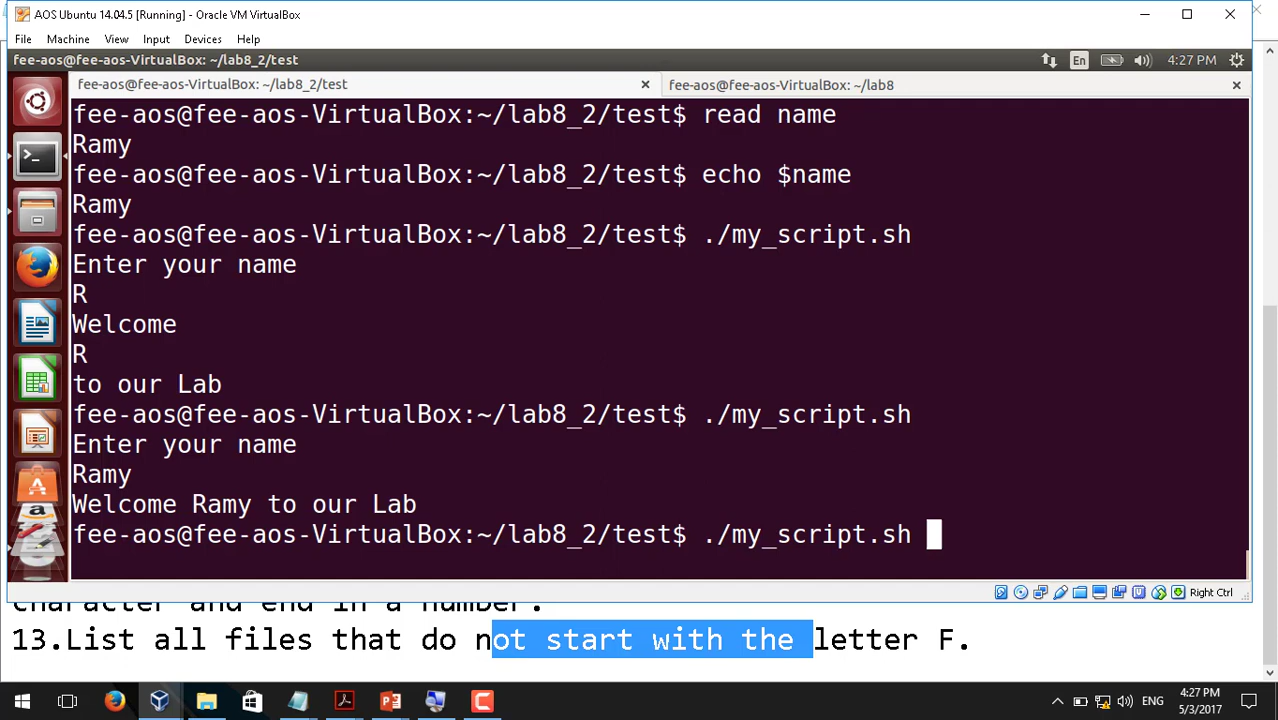 AOS Ubuntu 14.04.5 [Running] - Oracle VM VirtualBox
File Machine View Input Devices Help
fee-aos@fee-aos-VirtualBox: ~/lab8_2/test
En 4:27 PM
fee-aos@fee-aos-VirtualBox: ~/lab8_2/test
fee-aos@fee-aos-VirtualBox: ~/lab8
fee-aos@fee-aos-VirtualBox:~/lab8_2/test$ read name
Ramy
fee-aos@fee-aos-VirtualBox:~/lab8_2/test$ echo $name
Ramy
fee-aos@fee-aos-VirtualBox:~/lab8_2/test$ ./my_script.sh
Enter your name
R
Welcome
R
to our Lab
fee-aos@fee-aos-VirtualBox:~/lab8_2/test$ ./my_script.sh
Enter your name
Ramy
Welcome Ramy to our Lab
fee-aos@fee-aos-VirtualBox:~/lab8_2/test$ ./my_script.sh
Right Ctrl
character and end in a number.
13.List all files that do not start with the letter F.
ENG
4:27 PM
5/3/2017